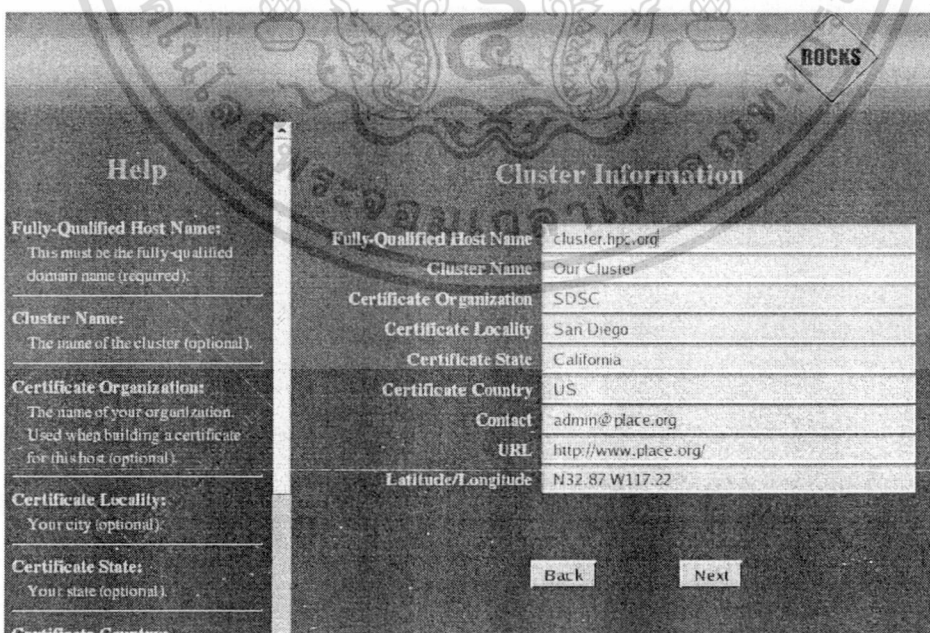 ROCKS
Help
Fully-Qualified Host Name:
This must be the fully-qualified
domain name (required).
Cluster Name:
The name of the cluster (optional).
Certificate Organization:
The name of your organization.
Used when building a certificate
for this host (optional).
Certificate Locality:
Your city (optional).
Certificate State:
Your state (optional).
Certificate Country:
Cluster Information
Fully-Qualified Host Name cluster.hpc.org
Cluster Name Our Cluster
Certificate Organization SDSC
Certificate Locality San Diego
Certificate State California
Certificate Country US
Contact admin@place.org
URL http://www.place.org/
Latitude/Longitude N32.87 W117.22
Back Next